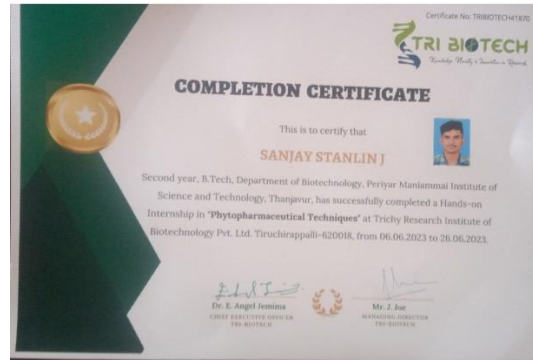 Certificate No: TRIBIOTECH41870
TRI BIOTECH
COMPLETION CERTIFICATE
This is to certify that
SANJAY STANLIN J
Second year, B.Tech, Department of Biotechnology, Periyar Maniammai Institute of
Science and Technology, Thanjavur, has successfully completed a Hands-on
Internship in "Phytopharmaceutical Techniques" at Trichy Research Institute of
Biotechnology Pvt. Ltd. Tiruchirappalli-620018, from 06.06.2023 to 26.06.2023.
Dr. E. Angel Jemima
CHIEF EXECUTIVE OFFICER
TRI-BIOTECH
Mr. J. Joe
MANAGING DIRECTOR
TRI-BIOTECH